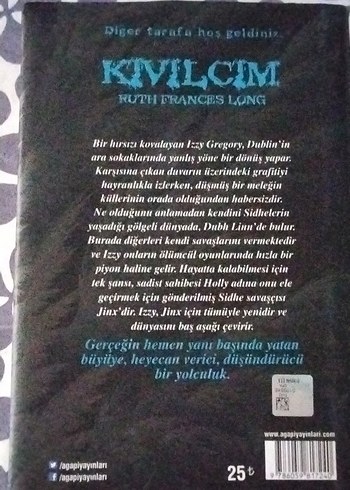 Diğer tarafa hoş geldiniz.
KIVILCIM
RUTH FRANCES LONG
Bir hırsızı kovalayan Izzy Gregory, Dublin'in
ara sokaklarında yanlış yöne bir dönüş yapar.
Karşısına çıkan duvarın üzerindeki grafitiyi
hayranlıkla izlerken, düşmüş bir meleğin
küllerinin orada olduğundan habersizdir.
Ne olduğunu anlamadan kendini Sidhelerin
yaşadığı gölgeli dünyada, Dubh Linn'de bulur.
Burada diğerleri kendi savaşlarını vermektedir
ve Izzy onların ölümcül oyunlarında hızla bir
piyon haline gelir. Hayatta kalabilmesi için
tek şansı, sadist sahibesi Holly adına onu ele
geçirmek için gönderilmiş Sidhe savaşçısı
Jinx'dir. Izzy, Jinx için tümüyle yenidir ve
dünyasını baş aşağı çevirir.
Gerçeğin hemen yanı başında yatan
büyüye, heyecan verici, düşündürücü
bir yolculuk.
/agapiyayinlari
/agapiyayinlari
25₺
www.agapiyayinlari.com